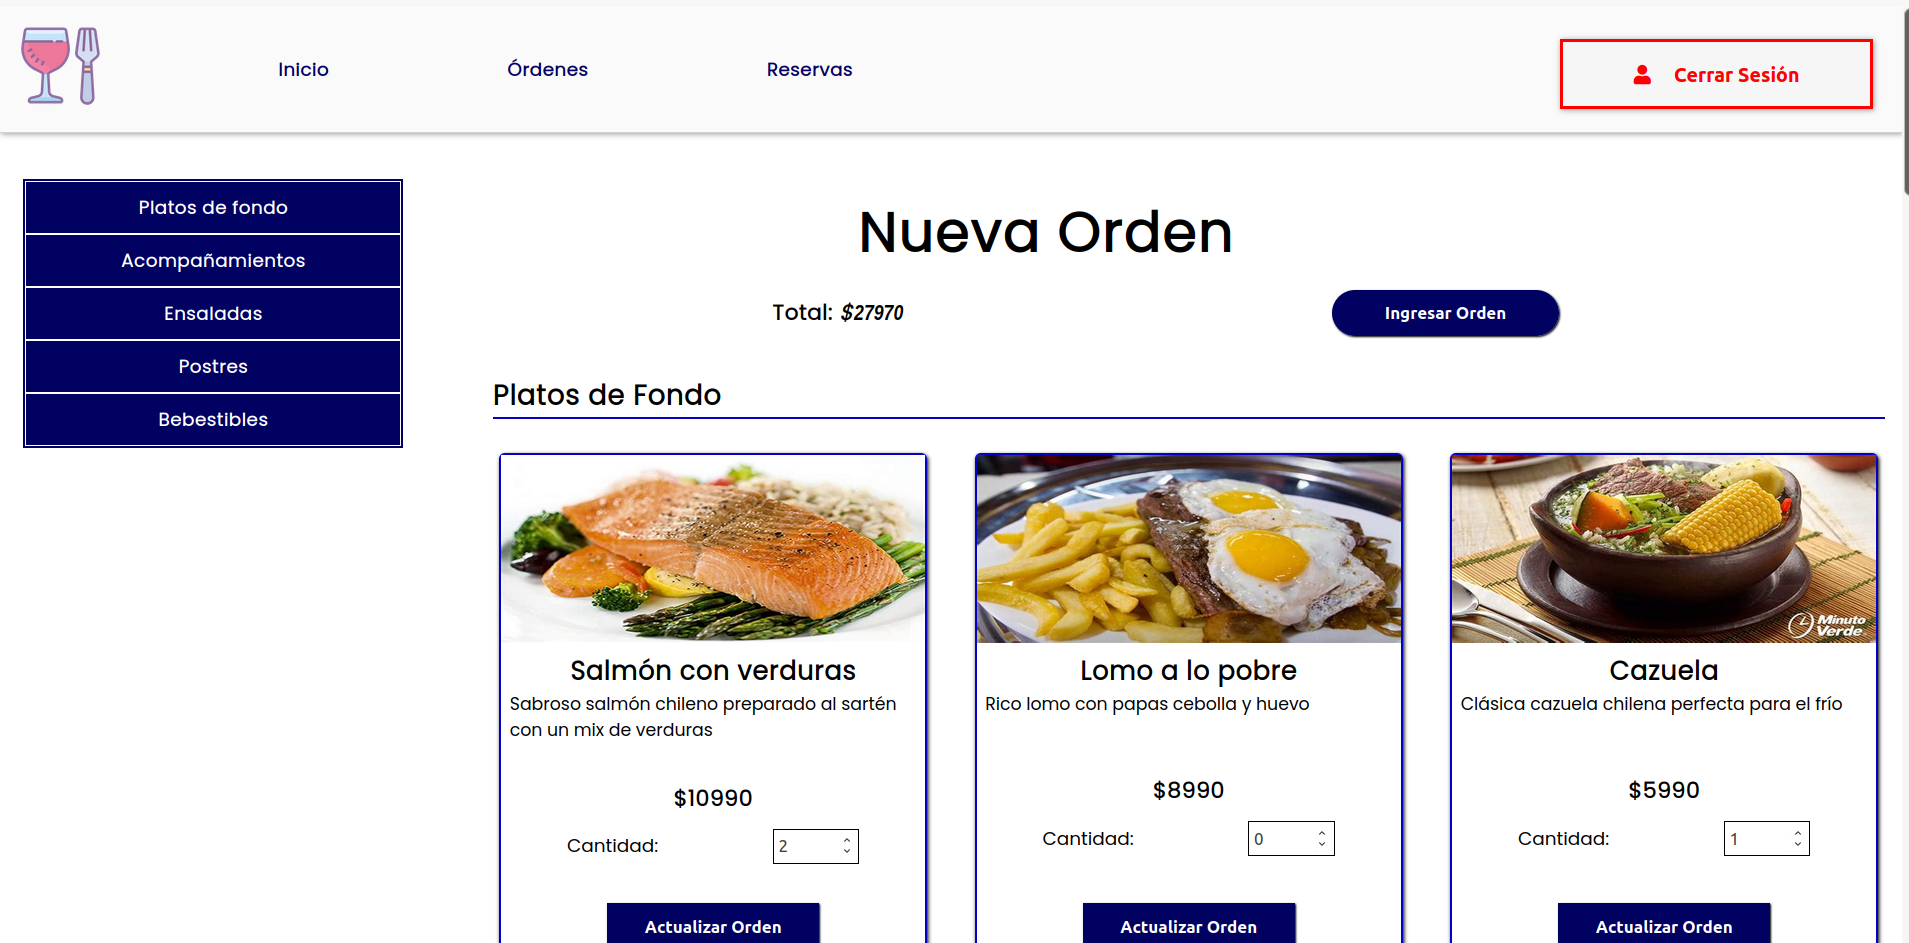 Inicio
Órdenes
Reservas
Cerrar Sesión
Platos de fondo
Acompañamientos
Ensaladas
Postres
Bebestibles
Nueva Orden
Total: $27970
Ingresar Orden
Platos de Fondo
Minuto
Verde
Salmón con verduras
Sabroso salmón chileno preparado al sartén
con un mix de verduras
$10990
Cantidad: 2
Actualizar Orden
Lomo a lo pobre
Rico lomo con papas cebolla y huevo
$8990
Cantidad: 0
Actualizar Orden
Cazuela
Clásica cazuela chilena perfecta para el frío
$5990
Cantidad: 1
Actualizar Orden